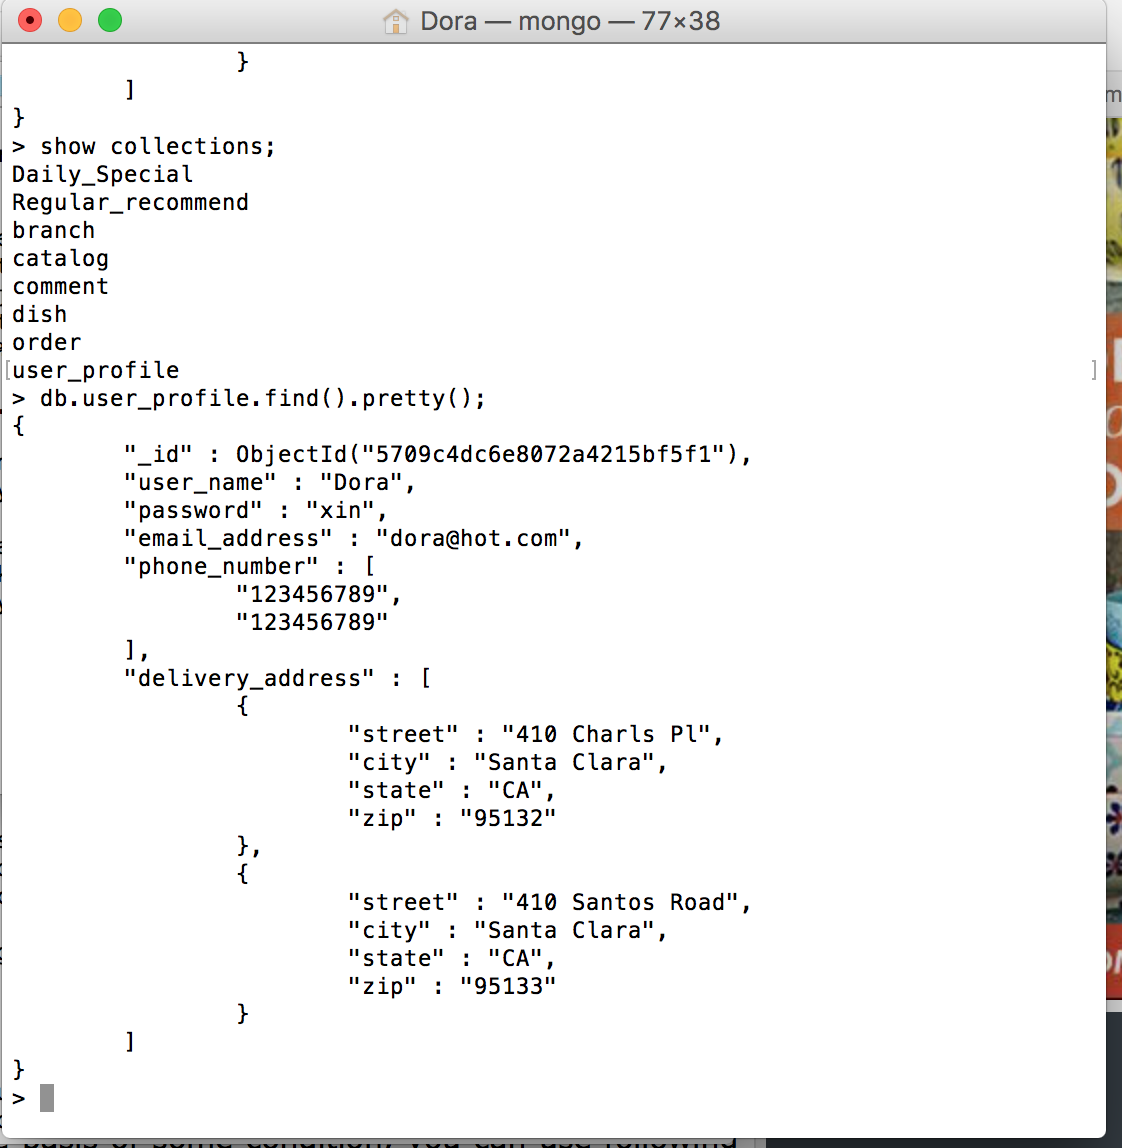 Dora — mongo — 77×38
                }
        ]
}
> show collections;
Daily_Special
Regular_recommend
branch
catalog
comment
dish
order
[user_profile ]
> db.user_profile.find().pretty();
{
        "_id" : ObjectId("5709c4dc6e8072a4215bf5f1"),
        "user_name" : "Dora",
        "password" : "xin",
        "email_address" : "dora@hot.com",
        "phone_number" : [
                "123456789",
                "123456789"
        ],
        "delivery_address" : [
                {
                        "street" : "410 Charls Pl",
                        "city" : "Santa Clara",
                        "state" : "CA",
                        "zip" : "95132"
                },
                {
                        "street" : "410 Santos Road",
                        "city" : "Santa Clara",
                        "state" : "CA",
                        "zip" : "95133"
                }
        ]
}
>